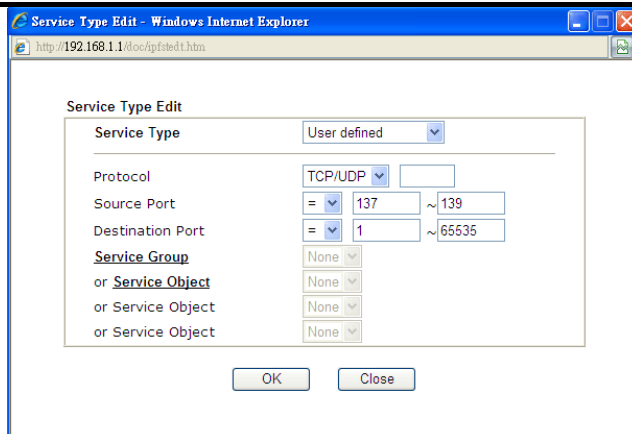 Service Type Edit - Windows Internet Explorer
http://192.168.1.1/doc/ipfstedt.htm
Service Type Edit
Service Type User defined
Protocol TCP/UDP
Source Port = 137 ~ 139
Destination Port = 1 ~ 65535
Service Group None
or Service Object None
or Service Object None
or Service Object None
OK Close